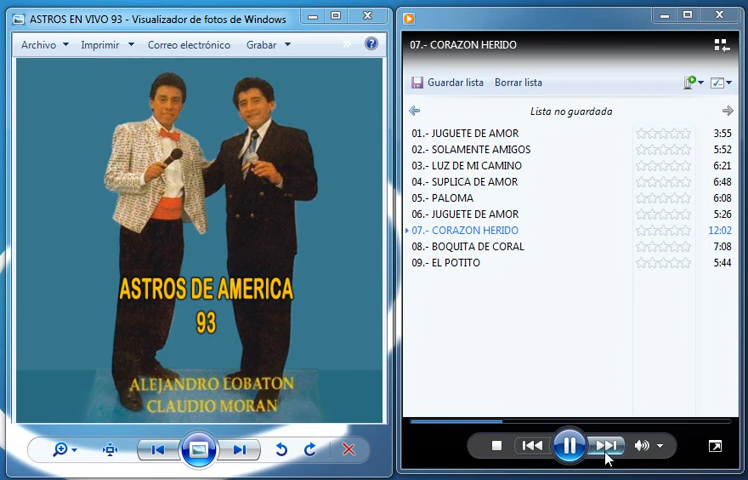 ASTROS EN VIVO 93 - Visualizador de fotos de Windows
Archivo Imprimir Correo electrónico Grabar »
ASTROS DE AMERICA
93
ALEJANDRO LOBATON
CLAUDIO MORAN
07.- CORAZON HERIDO
Guardar lista Borrar lista
Lista no guardada
01.- JUGUETE DE AMOR 3:55
02.- SOLAMENTE AMIGOS 5:52
03.- LUZ DE MI CAMINO 6:21
04.- SUPLICA DE AMOR 6:48
05.- PALOMA 6:08
06.- JUGUETE DE AMOR 5:26
07.- CORAZON HERIDO 12:02
08.- BOQUITA DE CORAL 7:08
09.- EL POTITO 5:44